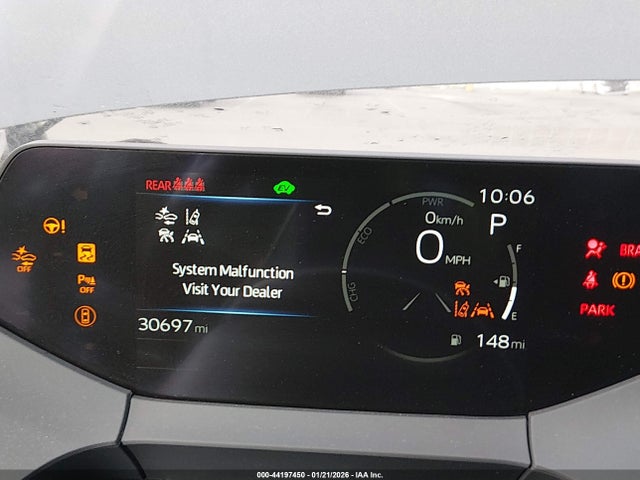 REAR
EV
PWR
10:06
0 km/h
P
ECO
0 MPH
F
System Malfunction
Visit Your Dealer
OFF
P
OFF
CHG
E
BRA
PARK
30697 mi
148 mi
000-44197450 - 01/21/2026 - IAA Inc.